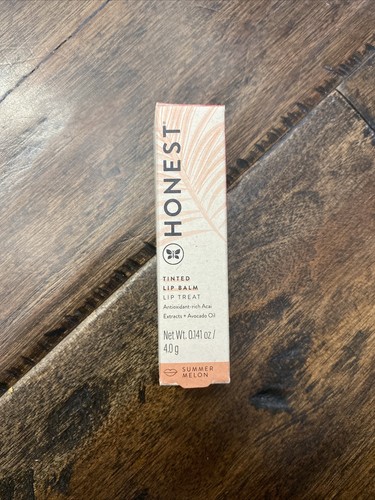 HONEST
TINTED
LIP BALM
LIP TREAT
Antioxidant-rich Acai
Extracts + Avocado Oil
Net Wt. 0.141 oz /
4.0 g
SUMMER
MELON